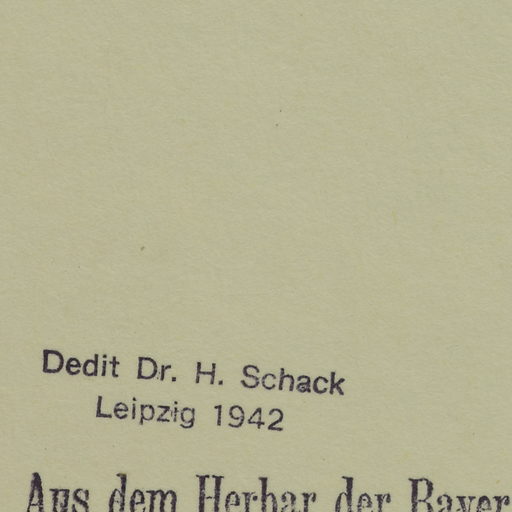 Dedit Dr. H. Schack
Leipzig 1942
Aus dem Herbar der Bayer